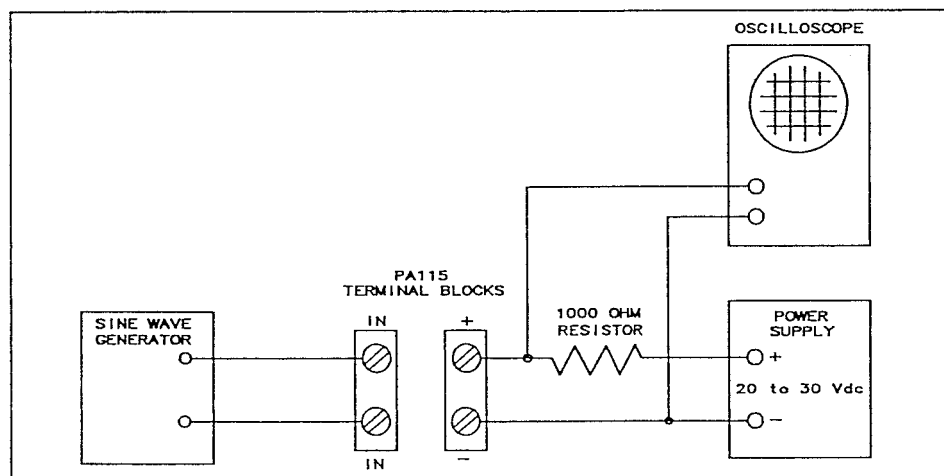 OSCILLOSCOPE
PA115
TERMINAL BLOCKS
SINE WAVE
GENERATOR
IN
+
1000 OHM
RESISTOR
POWER
SUPPLY
+
20 to 30 Vdc
-
IN
-